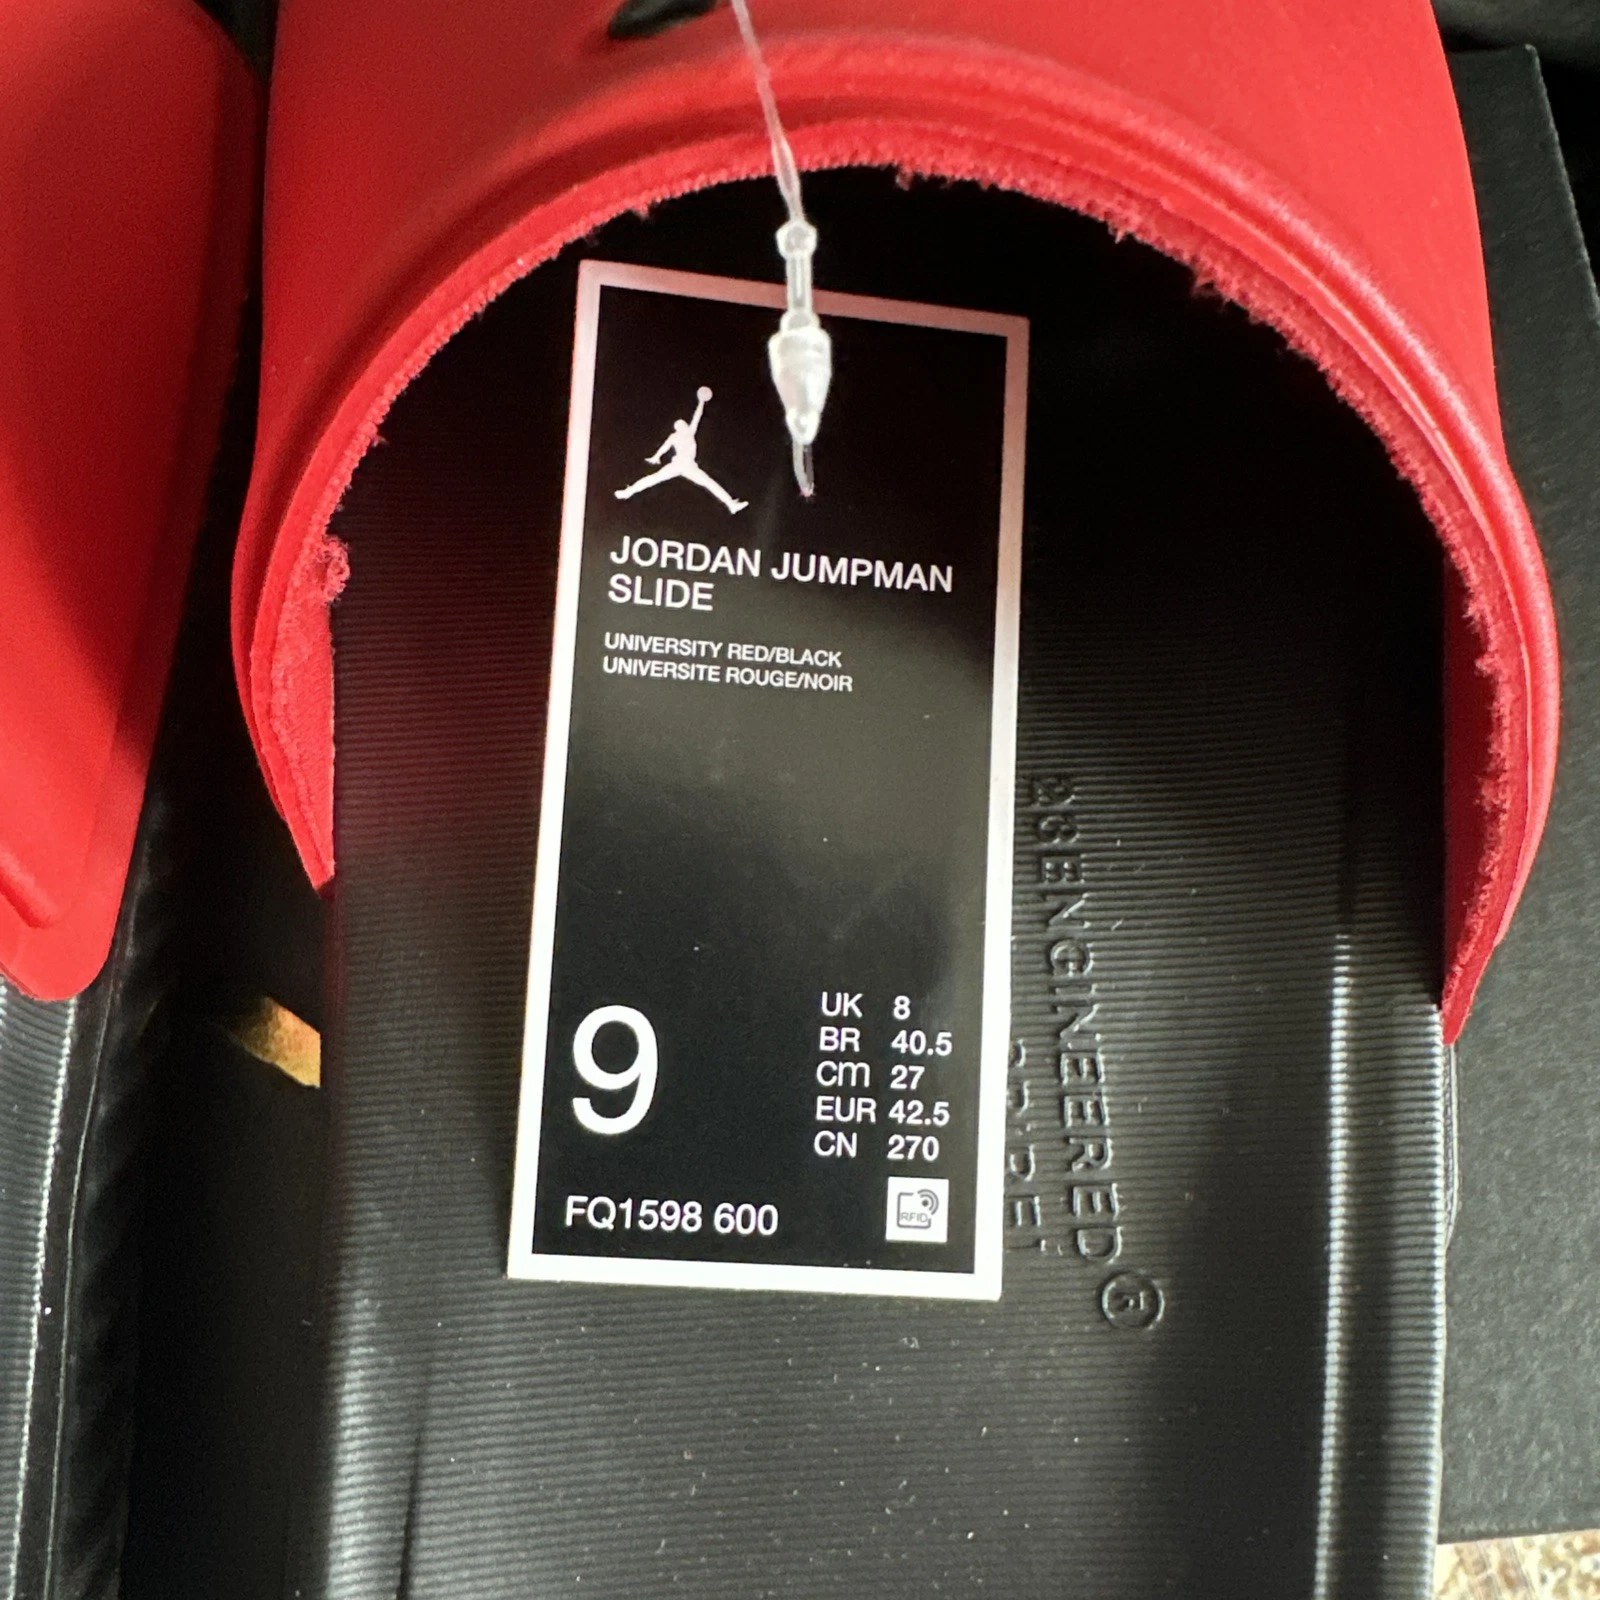 JORDAN JUMPMAN
SLIDE
UNIVERSITY RED/BLACK
UNIVERSITE ROUGE/NOIR
9
UK 8
BR 40.5
cm 27
EUR 42.5
CN 270
FQ1598 600
RFID
ENGINEERED®